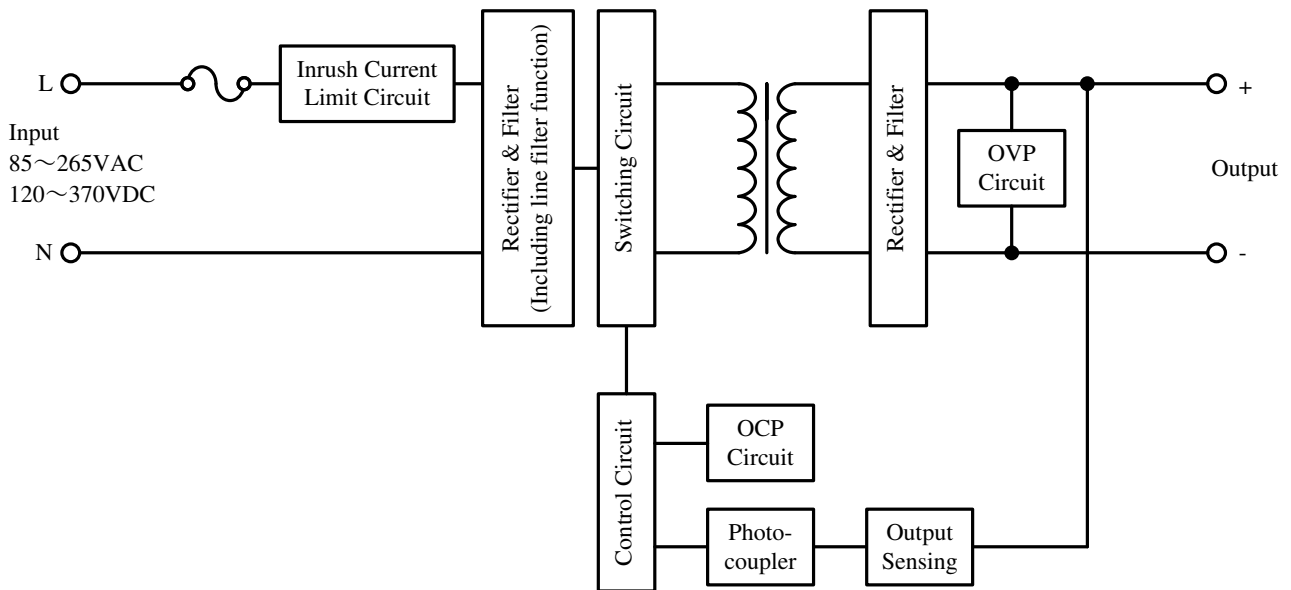 L
Inrush Current
Limit Circuit
Input
85～265VAC
120～370VDC
N
Rectifier & Filter
(Including line filter function)
Switching Circuit
Rectifier & Filter
OVP
Circuit
+
Output
-
Control Circuit
OCP
Circuit
Photo-
coupler
Output
Sensing